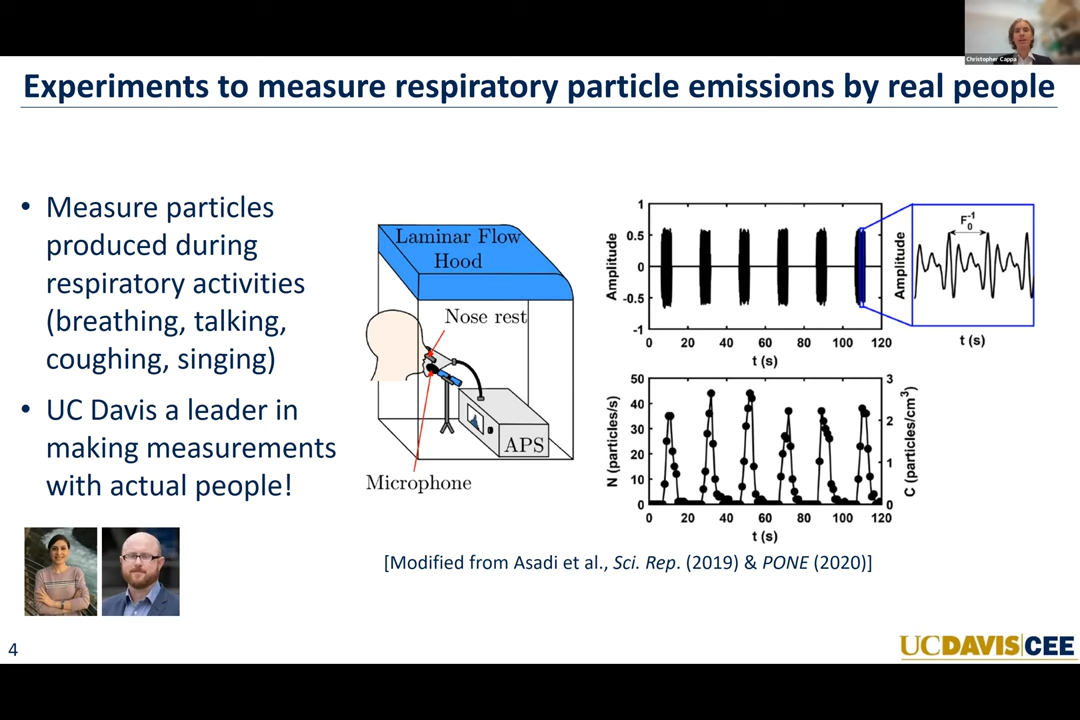 Christopher Cappa
Experiments to measure respiratory particle emissions by real people
• Measure particles
produced during
respiratory activities
(breathing, talking,
coughing, singing)
• UC Davis a leader in
making measurements
with actual people!
Laminar Flow
Hood
Nose rest
APS
Microphone
1
0.5
0
-0.5
-1
Amplitude
0 20 40 60 80 100 120
t (s)
Amplitude
F₀⁻¹
t (s)
50
40
30
20
10
0
N (particles/s)
3
2
1
0
C (particles/cm³)
0 20 40 60 80 100 120
t (s)
[Modified from Asadi et al., Sci. Rep. (2019) & PONE (2020)]
4
UCDAVIS|CEE